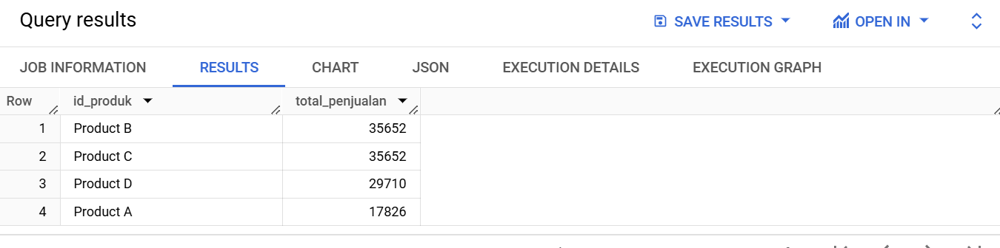 Query results SAVE RESULTS OPEN IN
JOB INFORMATION RESULTS CHART JSON EXECUTION DETAILS EXECUTION GRAPH
Row id_produk total_penjualan
1 Product B 35652
2 Product C 35652
3 Product D 29710
4 Product A 17826